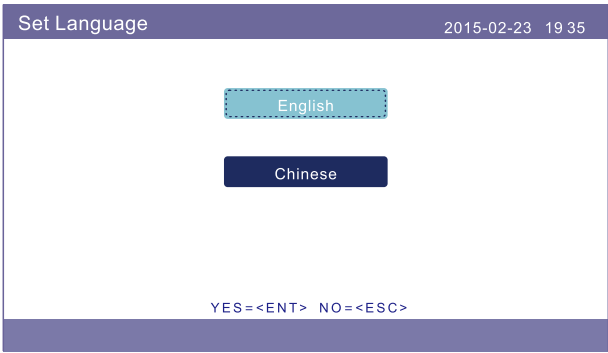 Set Language
2015-02-23 19 35
English
Chinese
YES=<ENT> NO=<ESC>